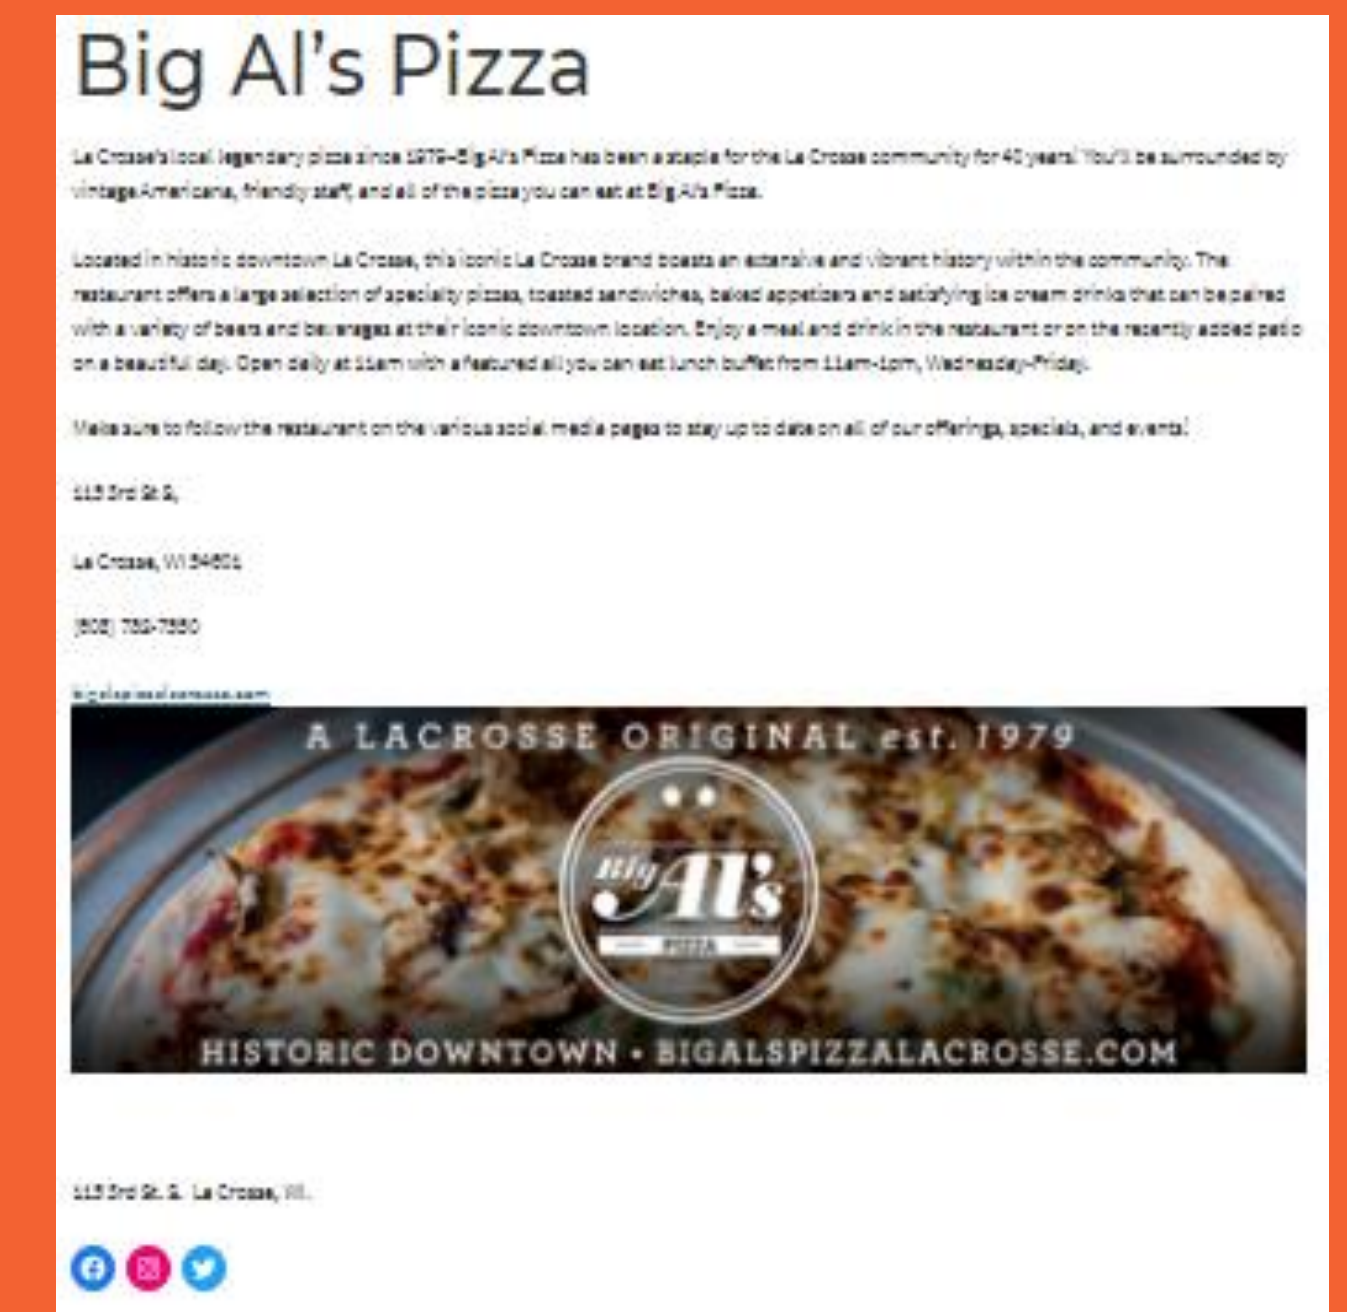 Big Al's Pizza
La Crosse's local legendary pizza since 1979–Big Al's Pizza has been a staple for the La Crosse community for 40 years! You'll be surrounded by
vintage Americana, friendly staff, and all of the pizza you can eat at Big Al's Pizza.
Located in historic downtown La Crosse, this iconic La Crosse brand boasts an extensive and vibrant history within the community. The
restaurant offers a large selection of specialty pizzas, toasted sandwiches, baked appetizers and satisfying ice cream drinks that can be paired
with a variety of beers and beverages at their iconic downtown location. Enjoy a meal and drink in the restaurant or on the recently added patio
on a beautiful day. Open daily at 11am with a featured all you can eat lunch buffet from 11am-1pm, Wednesday-Friday.
Make sure to follow the restaurant on the various social media pages to stay up to date on all of our offerings, specials, and events!
115 3rd St S,
La Crosse, WI 54601
(608)
bigalspizzalacrosse.com
A LACROSSE ORIGINAL est. 1979
Big Al's
PIZZA
HISTORIC DOWNTOWN • BIGALSPIZZALACROSSE.COM
115 3rd St. S. La Crosse, WI.